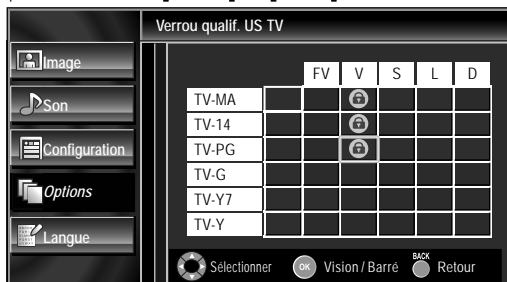 Verrou qualif. US TV
Image
Son
Configuration
Options
Langue
FV V S L D
TV-MA
TV-14
TV-PG
TV-G
TV-Y7
TV-Y
Sélectionner OK Vision / Barré BACK Retour